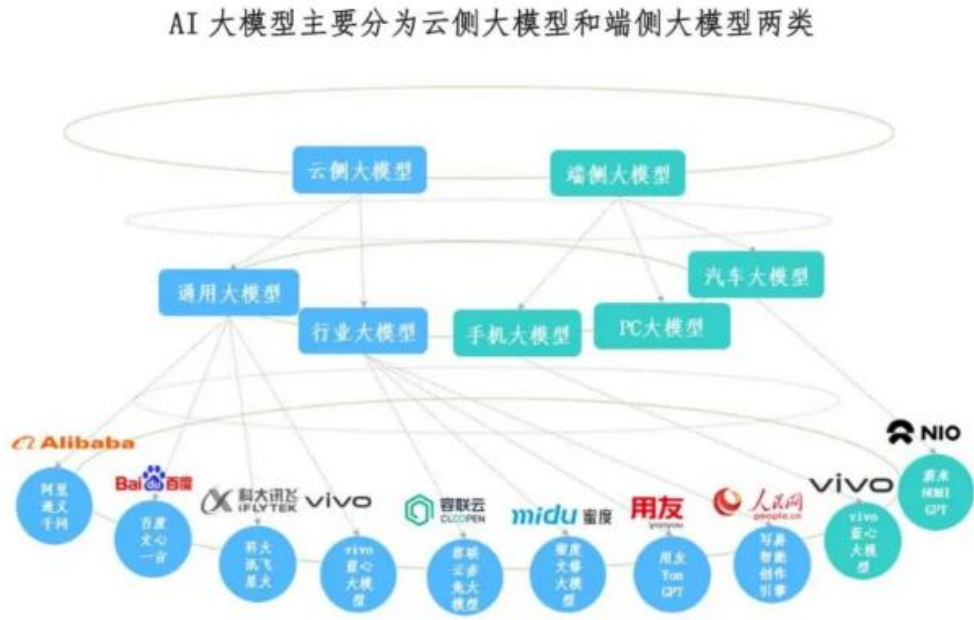 AI 大模型主要分为云侧大模型和端侧大模型两类
云侧大模型
端侧大模型
通用大模型
行业大模型
手机大模型
PC大模型
汽车大模型
Alibaba
阿里
通义
千问
Bai du 百度
百度
文心
一言
科大讯飞
iFLYTEK
科大
讯飞
星火
vivo
vivo
蓝心
大模
型
容联云
CLOOPEN
容联
云赤
兔大
模型
midu 蜜度
蜜度
文修
大模
型
用友
yonyou
用友
Yon
GPT
人民网
people.cn
写易
智能
创作
引擎
vivo
vivo
蓝心
大模
型
NIO
蔚来
NOMI
GPT